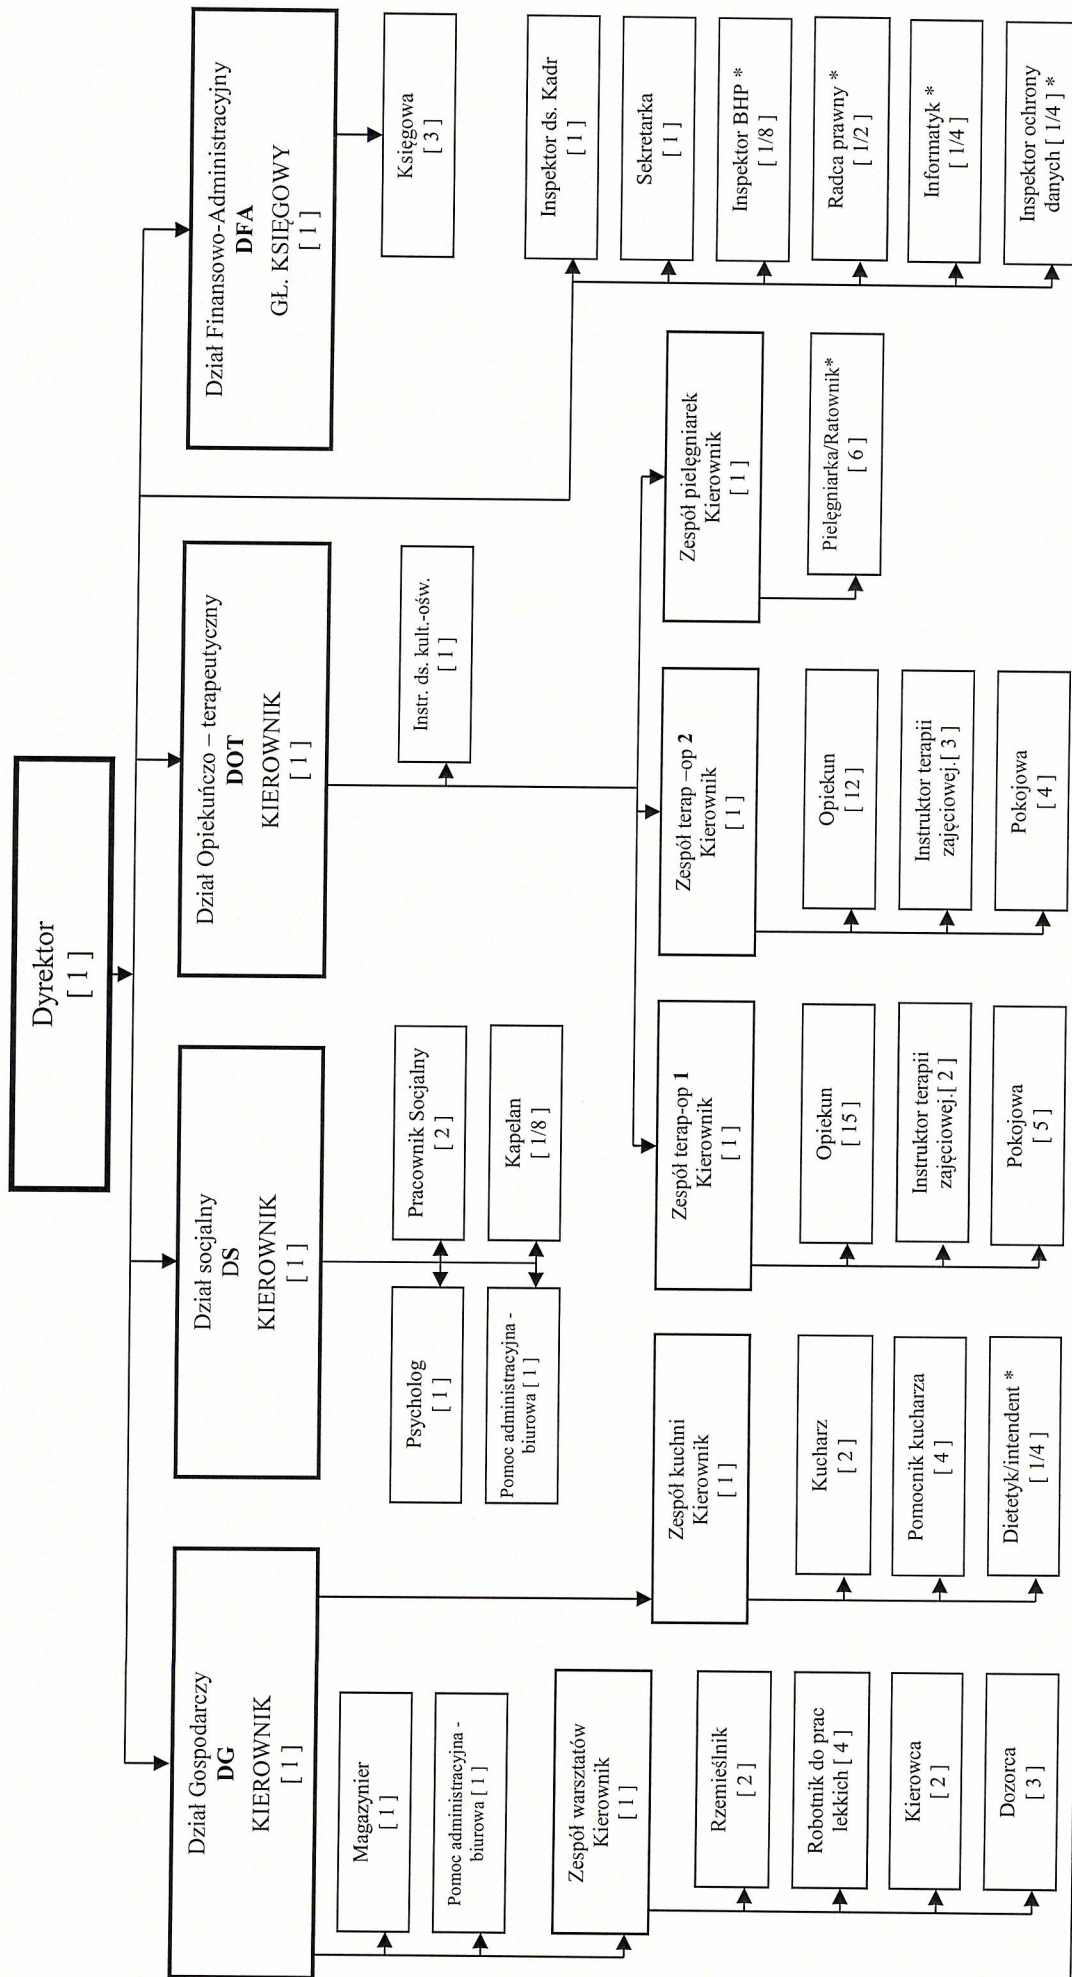 Dyrektor
[ 1 ]
Dział Gospodarczy
DG
KIEROWNIK
[ 1 ]
Dział socjalny
DS
KIEROWNIK
[ 1 ]
Dział Opiekuńczo – terapeutyczny
DOT
KIEROWNIK
[ 1 ]
Dział Finansowo-Administracyjny
DFA
GŁ. KSIĘGOWY
[ 1 ]
Magazynier
[ 1 ]
Pomoc administracyjna -
biurowa [ 1 ]
Psycholog
[ 1 ]
Pracownik Socjalny
[ 2 ]
Pomoc administracyjna -
biurowa [ 1 ]
Kapelan
[ 1/8 ]
Instr. ds. kult.-ośw.
[ 1 ]
Księgowa
[ 3 ]
Inspektor ds. Kadr
[ 1 ]
Sekretarka
[ 1 ]
Inspektor BHP *
[ 1/8 ]
Radca prawny *
[ 1/2 ]
Informatyk *
[ 1/4 ]
Inspektor ochrony
danych [ 1/4 ] *
Zespół warsztatów
Kierownik
[ 1 ]
Rzemieślnik
[ 2 ]
Robotnik do prac
lekkich [ 4 ]
Kierowca
[ 2 ]
Dozorca
[ 3 ]
Zespół kuchni
Kierownik
[ 1 ]
Kucharz
[ 2 ]
Pomocnik kucharza
[ 4 ]
Dietetyk/intendent *
[ 1/4 ]
Zespół terap-op 1
Kierownik
[ 1 ]
Opiekun
[ 15 ]
Instruktor terapii
zajęciowej.[ 2 ]
Pokojowa
[ 5 ]
Zespół terap –op 2
Kierownik
[ 1 ]
Opiekun
[ 12 ]
Instruktor terapii
zajęciowej.[ 3 ]
Pokojowa
[ 4 ]
Zespół pielęgniarek
Kierownik
[ 1 ]
Pielęgniarka/Ratownik*
[ 6 ]